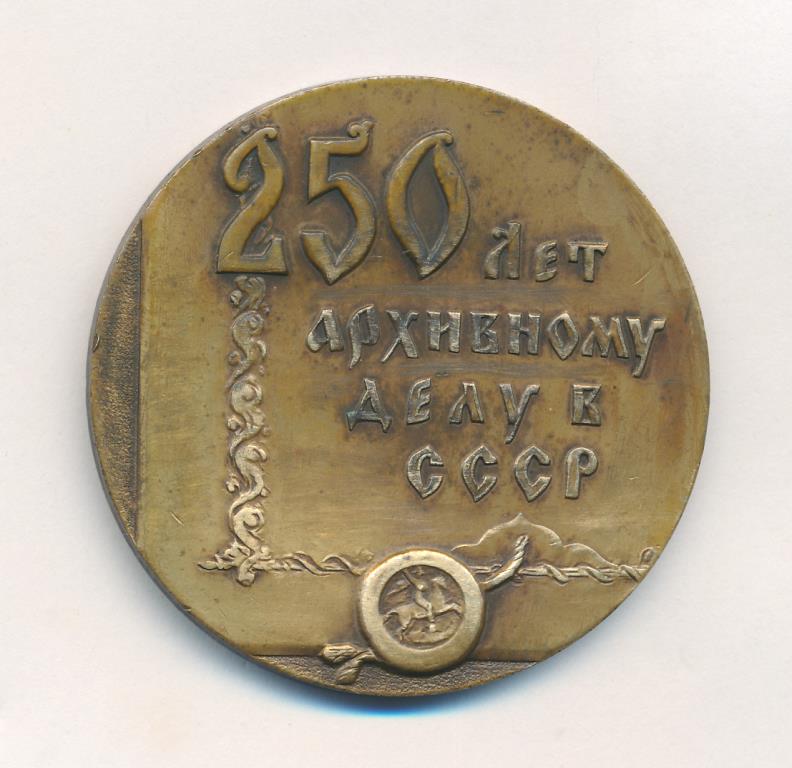 250 лет
архивному
делу в
СССР